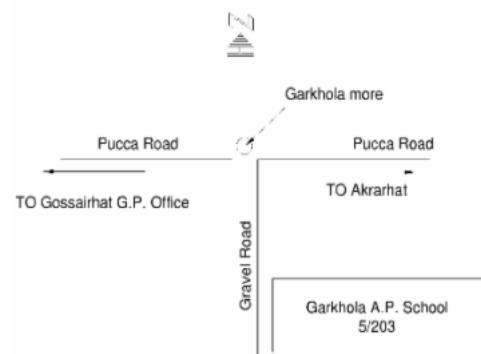 N
Garkhola more
Pucca Road
Pucca Road
TO Gossairhat G.P. Office
TO Akrarhat
Gravel Road
Garkhola A.P. School
5/203